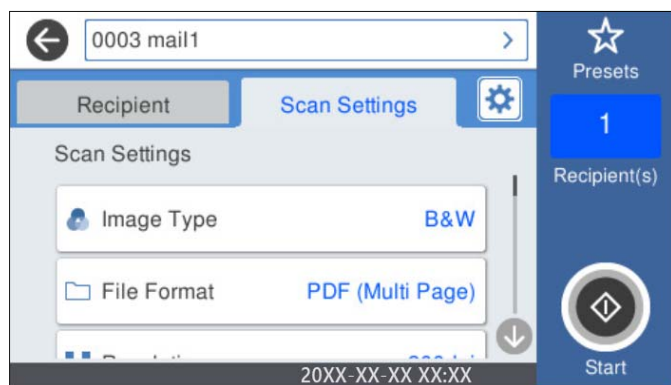 0003 mail1
Presets
Recipient
Scan Settings
1
Recipient(s)
Scan Settings
Image Type B&W
File Format PDF (Multi Page)
20XX-XX-XX XX:XX
Start